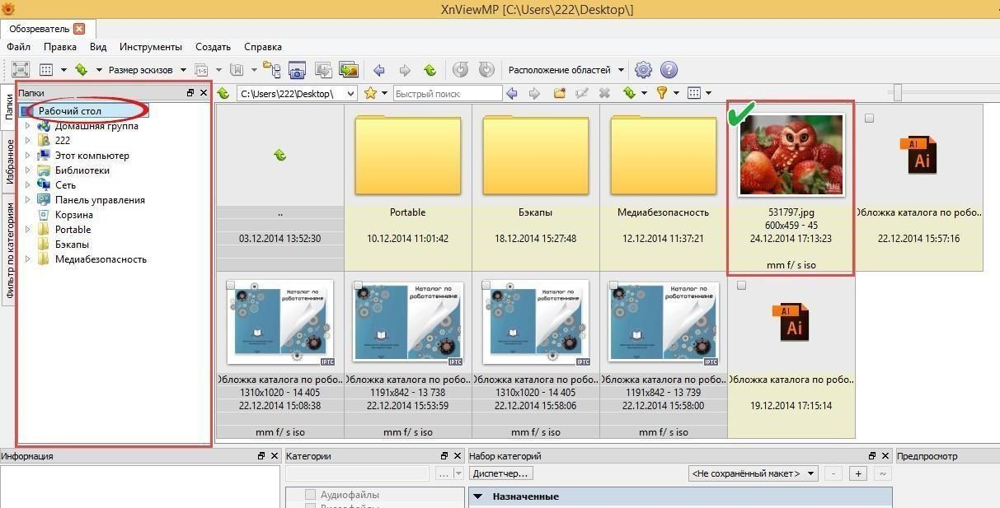 XnViewMP [C:\Users\222\Desktop\]
Обозреватель
Файл Правка Вид Инструменты Создать Справка
Размер эскизов Расположение областей
Папки
C:\Users\222\Desktop\ Быстрый поиск
Папки
Избранное
Фильтр по категориям
Рабочий стол
Домашняя группа
222
Этот компьютер
Библиотеки
Сеть
Панель управления
Корзина
Portable
Бэкапы
Медиабезопасность
..
03.12.2014 13:52:30
Portable
10.12.2014 11:01:42
Бэкапы
18.12.2014 15:27:48
Медиабезопасность
12.12.2014 11:37:21
531797.jpg
600x459 - 45
24.12.2014 17:13:23
mm f/ s iso
AI
Ai
Обложка каталога по робо..
22.12.2014 15:57:16
Каталог по
робототехнике
IPTC
Обложка каталога по робо..
1310x1020 - 14 405
22.12.2014 15:08:38
mm f/ s iso
Каталог по
робототехнике
IPTC
Обложка каталога по робо..
1191x842 - 13 738
22.12.2014 15:53:59
mm f/ s iso
Каталог по
робототехнике
IPTC
Обложка каталога по робо..
1310x1020 - 14 405
22.12.2014 15:58:06
mm f/ s iso
Каталог по
робототехнике
IPTC
Обложка каталога по робо..
1191x842 - 13 739
22.12.2014 15:58:00
mm f/ s iso
AI
Ai
Обложка каталога по робо..
19.12.2014 17:15:14
Информация
Категории
...
Аудиофайлы
Набор категорий
Диспетчер... <Не сохранённый макет> - + ~
Назначенные
Предпросмотр